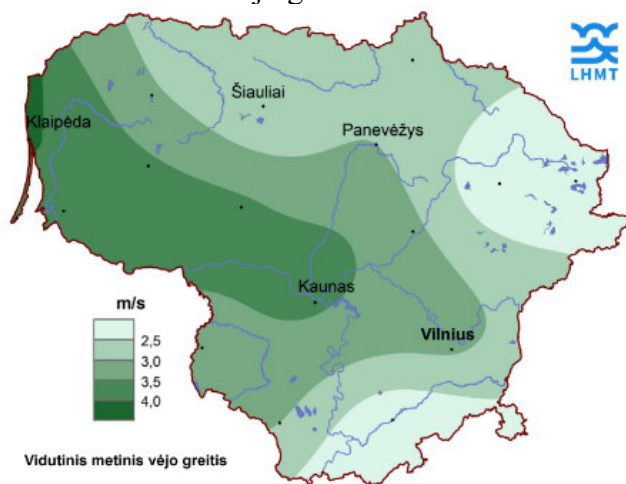 LHMT
Šiauliai
Klaipėda
Panevėžys
Kaunas
Vilnius
m/s
2,5
3,0
3,5
4,0
Vidutinis metinis vėjo greitis